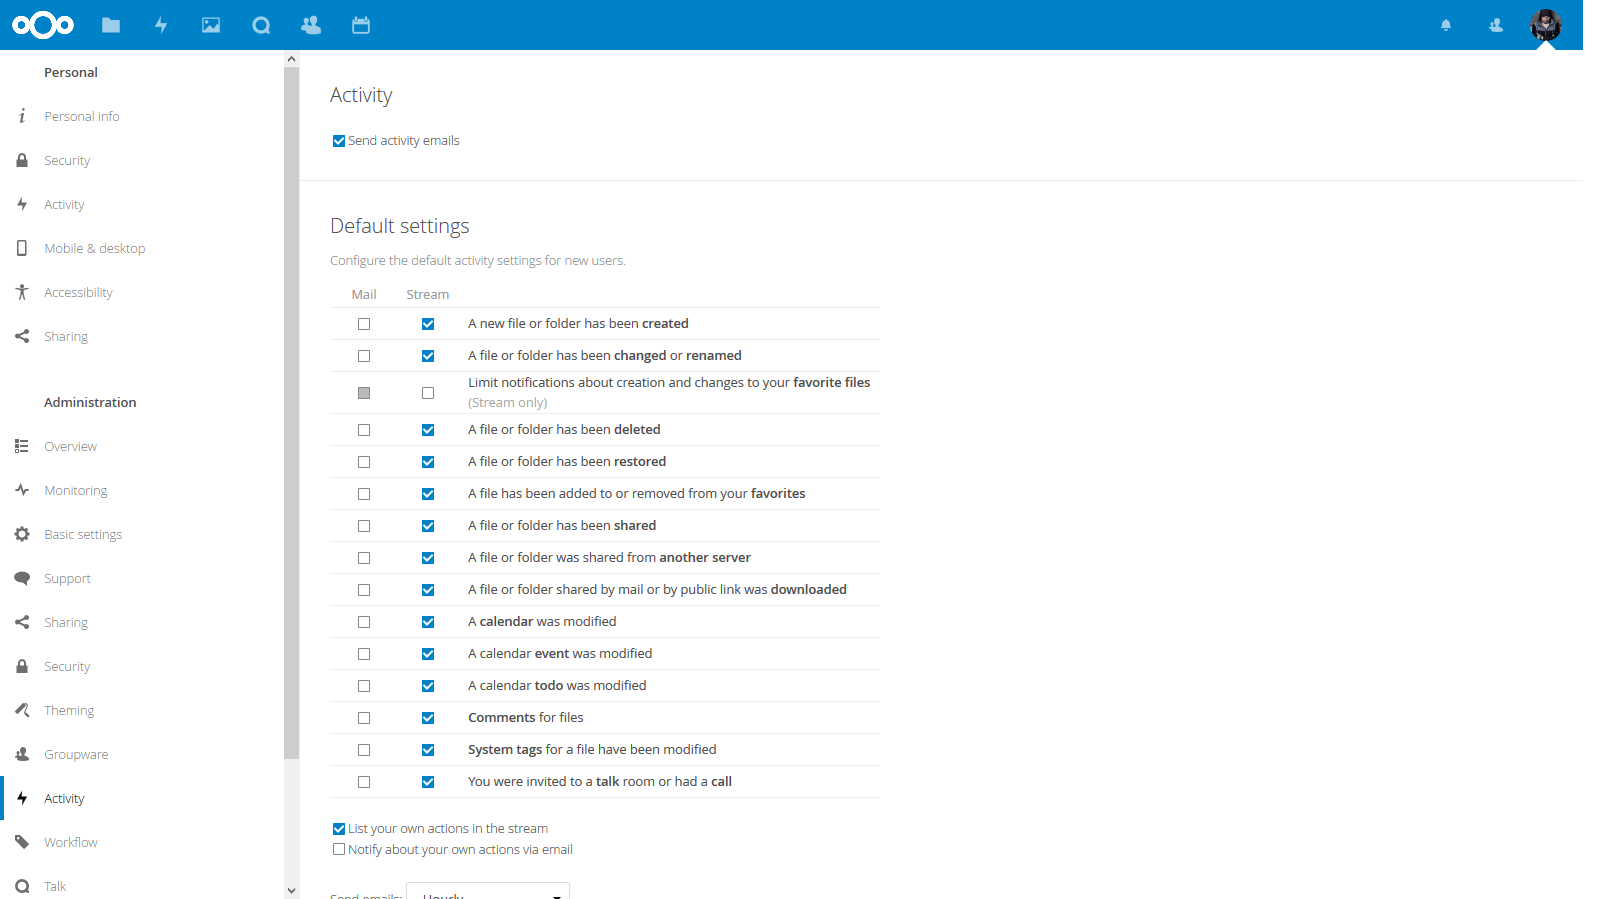 Personal
Personal info
Security
Activity
Mobile & desktop
Accessibility
Sharing
Administration
Overview
Monitoring
Basic settings
Support
Sharing
Security
Theming
Groupware
Activity
Workflow
Talk
Activity
Send activity emails
Default settings
Configure the default activity settings for new users.
Mail Stream
A new file or folder has been created
A file or folder has been changed or renamed
Limit notifications about creation and changes to your favorite files
(Stream only)
A file or folder has been deleted
A file or folder has been restored
A file has been added to or removed from your favorites
A file or folder has been shared
A file or folder was shared from another server
A file or folder shared by mail or by public link was downloaded
A calendar was modified
A calendar event was modified
A calendar todo was modified
Comments for files
System tags for a file have been modified
You were invited to a talk room or had a call
List your own actions in the stream
Notify about your own actions via email
Send emails: Hourly